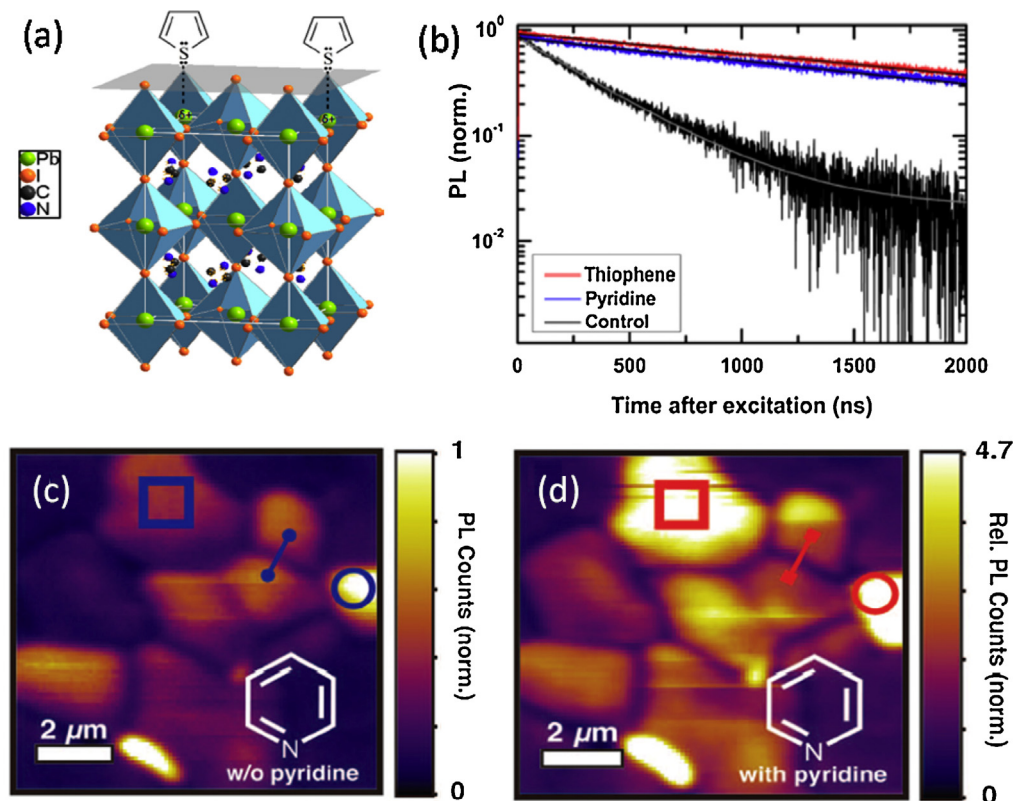 (a)
S
S
δ+
δ+
Pb
I
C
N
(b)
PL (norm.)
10⁰
10⁻¹
10⁻²
Thiophene
Pyridine
Control
0
500
1000
1500
2000
Time after excitation (ns)
(c)
2 µm
N
w/o pyridine
1
PL Counts (norm.)
0
(d)
2 µm
N
with pyridine
4.7
Rel. PL Counts (norm.)
0